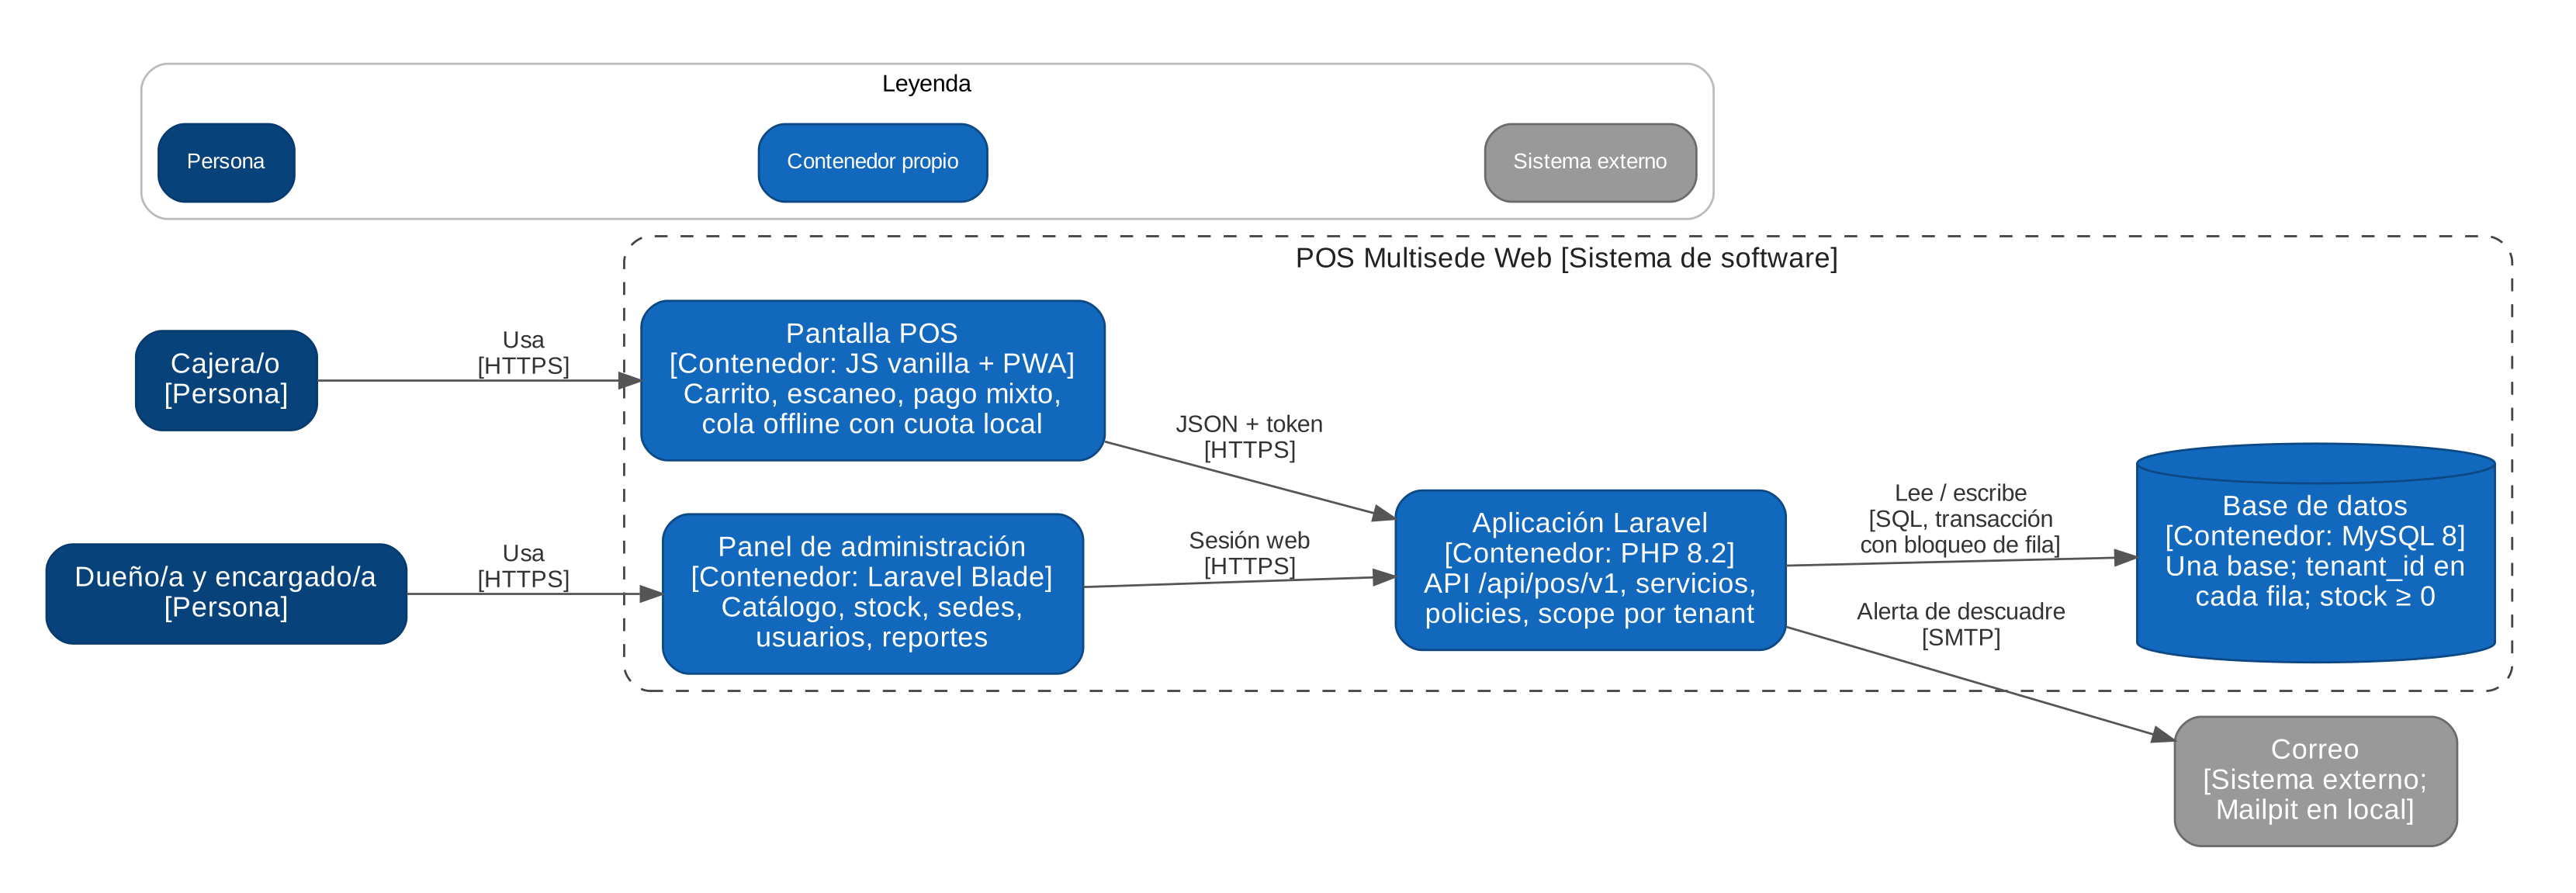 Leyenda
Persona
Contenedor propio
Sistema externo
POS Multisede Web [Sistema de software]
Cajera/o
[Persona]
Usa
[HTTPS]
Pantalla POS
[Contenedor: JS vanilla + PWA]
Carrito, escaneo, pago mixto,
cola offline con cuota local
JSON + token
[HTTPS]
Dueño/a y encargado/a
[Persona]
Usa
[HTTPS]
Panel de administración
[Contenedor: Laravel Blade]
Catálogo, stock, sedes,
usuarios, reportes
Sesión web
[HTTPS]
Aplicación Laravel
[Contenedor: PHP 8.2]
API /api/pos/v1, servicios,
policies, scope por tenant
Lee / escribe
[SQL, transacción
con bloqueo de fila]
Base de datos
[Contenedor: MySQL 8]
Una base; tenant_id en
cada fila; stock ≥ 0
Alerta de descuadre
[SMTP]
Correo
[Sistema externo;
Mailpit en local]